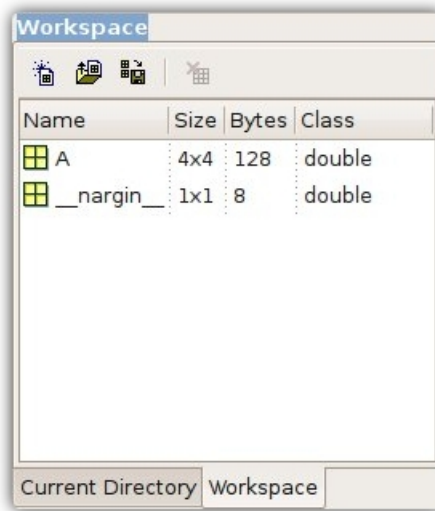 Workspace
Name Size Bytes Class
A 4x4 128 double
__nargin__ 1x1 8 double
Current Directory Workspace